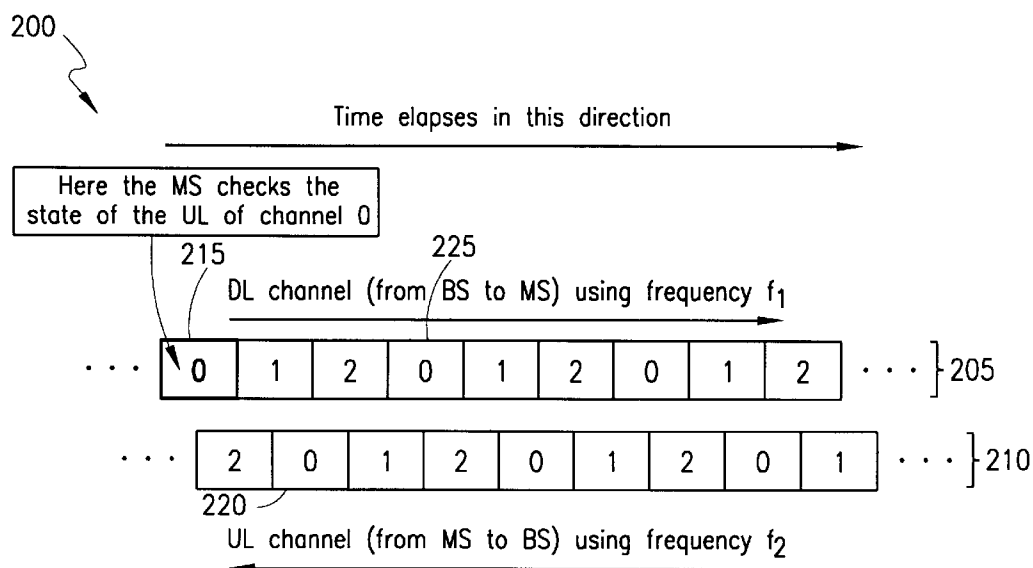 200
Time elapses in this direction
Here the MS checks the
state of the UL of channel 0
215
225
DL channel (from BS to MS) using frequency f1
· · · 0 1 2 0 1 2 0 1 2 · · · }205
· · · 2 0 1 2 0 1 2 0 1 · · · }210
220
UL channel (from MS to BS) using frequency f2